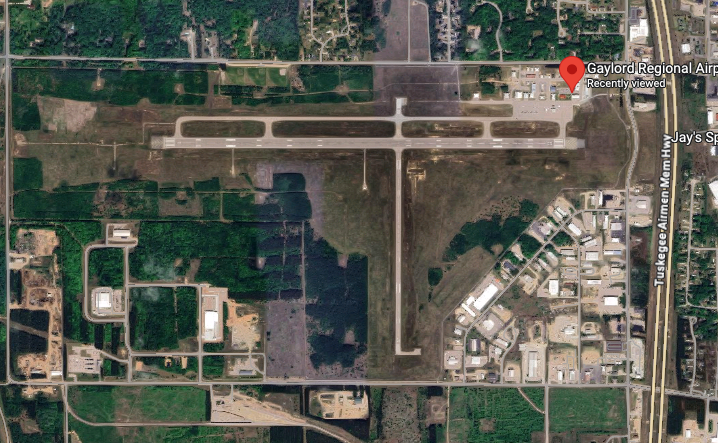 Gaylord Regional Airp
Recently viewed
Jay's Sp
Tuskegee Airmen Mem Hwy